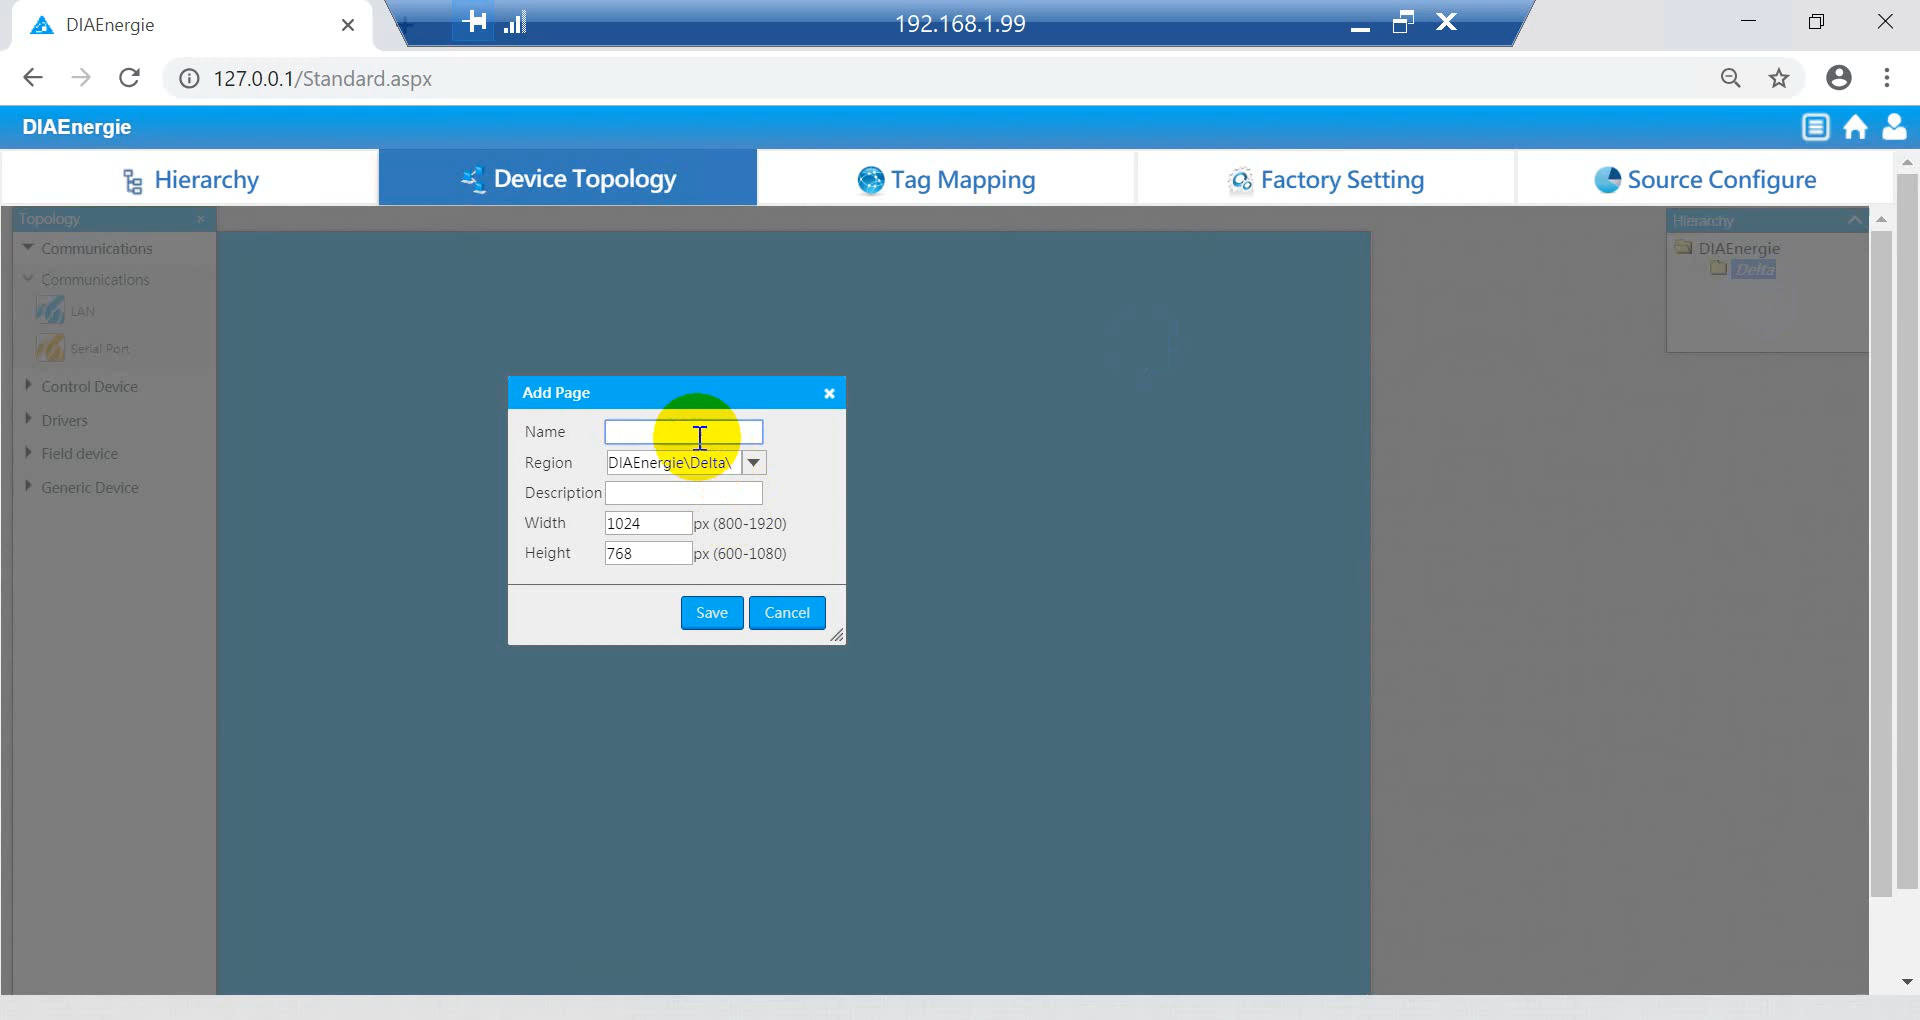 DIAEnergie
192.168.1.99
127.0.0.1/Standard.aspx
DIAEnergie
Hierarchy
Device Topology
Tag Mapping
Factory Setting
Source Configure
Topology
Communications
Communications
LAN
Serial Port
Control Device
Drivers
Field device
Generic Device
Hierarchy
DIAEnergie
Delta
Add Page
Name
Region DIAEnergie\Delta\
Description
Width 1024 px (800-1920)
Height 768 px (600-1080)
Save Cancel